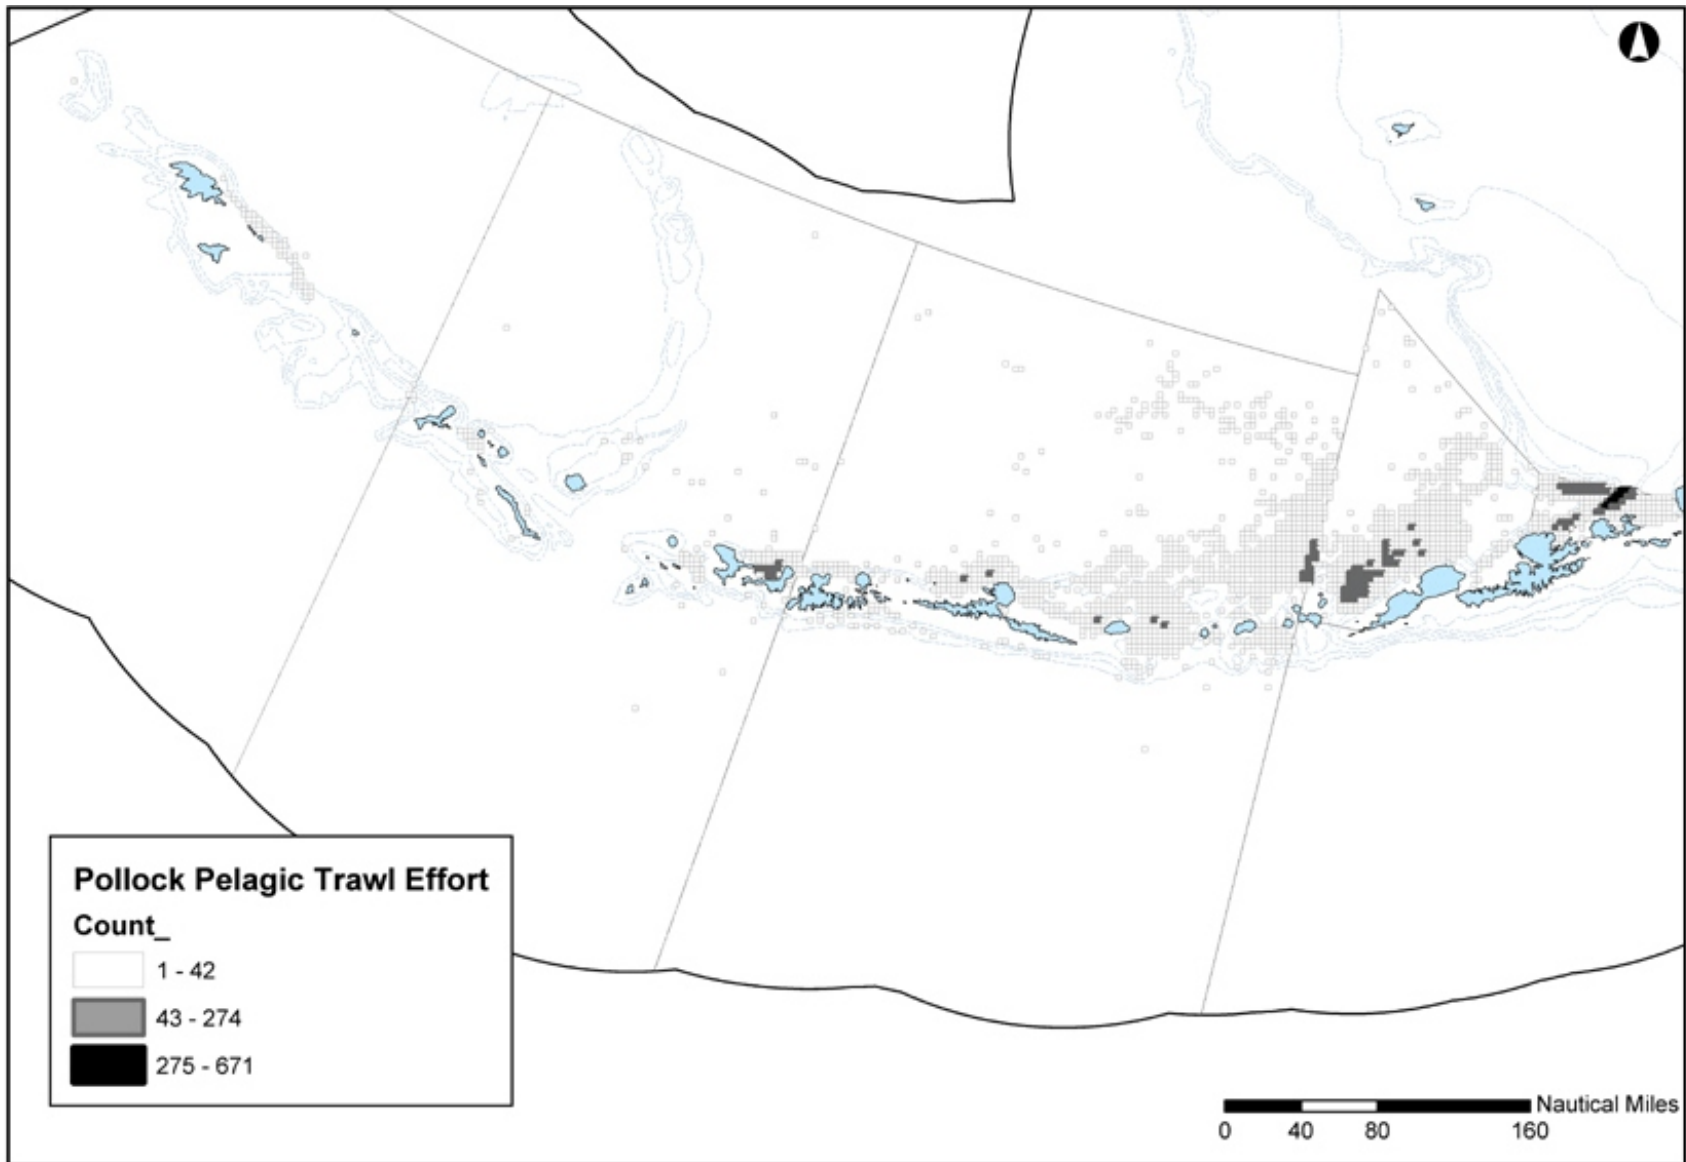 Pollock Pelagic Trawl Effort
Count_
1 - 42
43 - 274
275 - 671
Nautical Miles
0 40 80 160